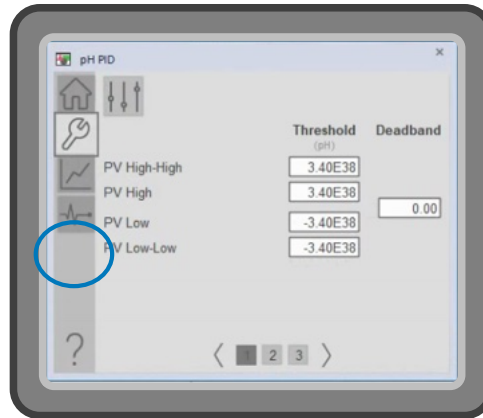 pH PID ×
Threshold Deadband
(pH)
PV High-High 3.40E38
PV High 3.40E38
0.00
PV Low -3.40E38
PV Low-Low -3.40E38
? 1 2 3